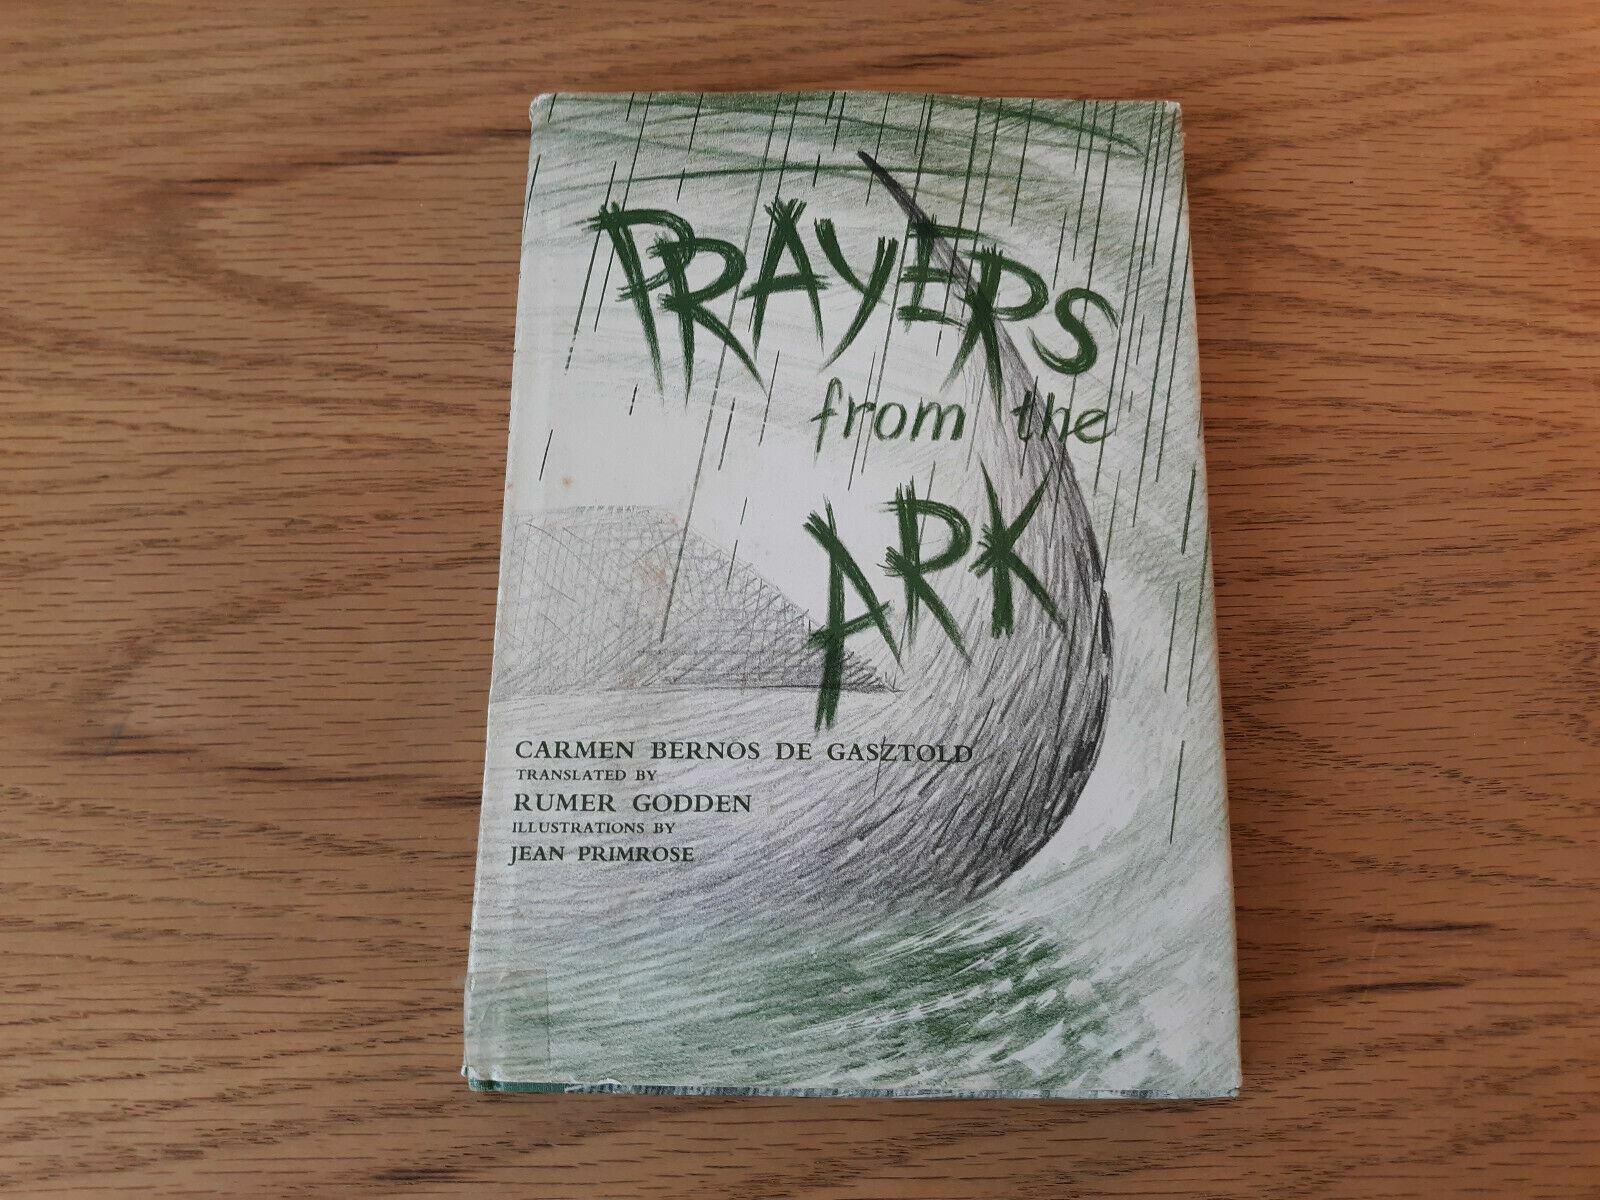 PRAYERS
from the
ARK
CARMEN BERNOS DE GASZTOLD
TRANSLATED BY
RUMER GODDEN
ILLUSTRATIONS BY
JEAN PRIMROSE